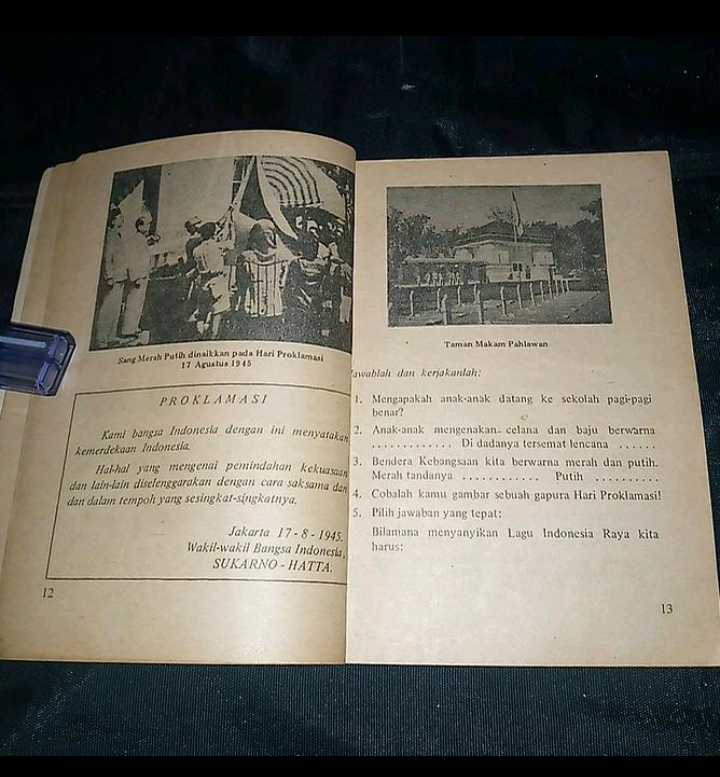 Sang Merah Putih dinaikkan pada Hari Proklamasi
17 Agustus 1945
PROKLAMASI
Kami bangsa Indonesia dengan ini menyatakan
kemerdekaan Indonesia.
Hal-hal yang mengenai pemindahan kekuasaan
dan lain-lain diselenggarakan dengan cara saksama dan
dan dalam tempoh yang sesingkat-singkatnya.
Jakarta 17-8-1945.
Wakil-wakil Bangsa Indonesia,
SUKARNO - HATTA.
12
Taman Makam Pahlawan
Jawablah dan kerjakanlah:
1. Mengapakah anak-anak datang ke sekolah pagi-pagi
benar?
2. Anak-anak mengenakan celana dan baju berwarna
. . . . . . . . . . . . . Di dadanya tersemat lencana . . . . . .
3. Bendera Kebangsaan kita berwarna merah dan putih.
Merah tandanya . . . . . . . . . . . . Putih . . . . . . . . . .
4. Cobalah kamu gambar sebuah gapura Hari Proklamasi!
5. Pilih jawaban yang tepat:
Bilamana menyanyikan Lagu Indonesia Raya kita
harus:
13